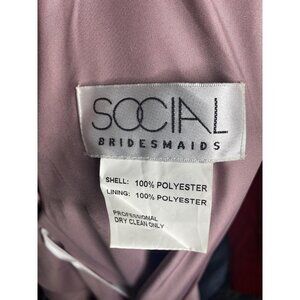 SOCIAL
BRIDESMAIDS
SHELL: 100% POLYESTER
LINING: 100% POLYESTER
PROFESSIONAL
DRY CLEAN ONLY